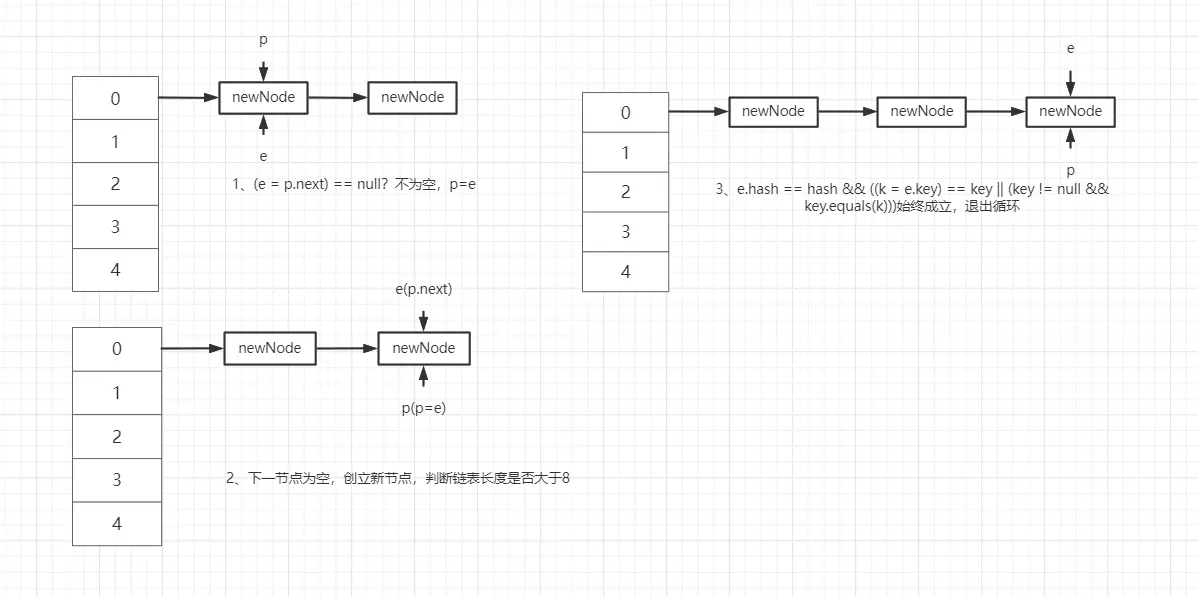 p
0
newNode
newNode
1
e
2
1、(e = p.next) == null？不为空，p=e
3
4
e(p.next)
0
newNode
newNode
1
p(p=e)
2
3
2、下一节点为空，创立新节点，判断链表长度是否大于8
4
e
0
newNode
newNode
newNode
1
p
2
3、e.hash == hash && ((k = e.key) == key || (key != null &&
key.equals(k)))始终成立，退出循环
3
4